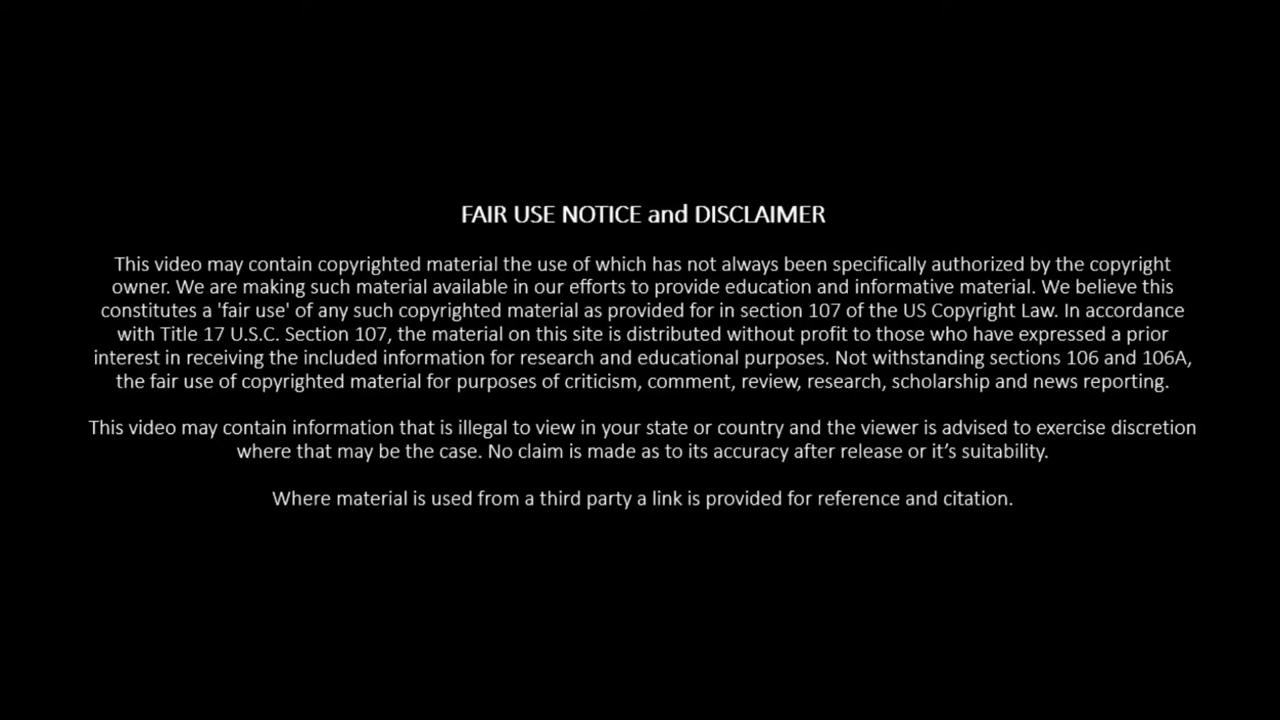 FAIR USE NOTICE and DISCLAIMER
This video may contain copyrighted material the use of which has not always been specifically authorized by the copyright
owner. We are making such material available in our efforts to provide education and informative material. We believe this
constitutes a 'fair use' of any such copyrighted material as provided for in section 107 of the US Copyright Law. In accordance
with Title 17 U.S.C. Section 107, the material on this site is distributed without profit to those who have expressed a prior
interest in receiving the included information for research and educational purposes. Not withstanding sections 106 and 106A,
the fair use of copyrighted material for purposes of criticism, comment, review, research, scholarship and news reporting.
This video may contain information that is illegal to view in your state or country and the viewer is advised to exercise discretion
where that may be the case. No claim is made as to its accuracy after release or it’s suitability.
Where material is used from a third party a link is provided for reference and citation.